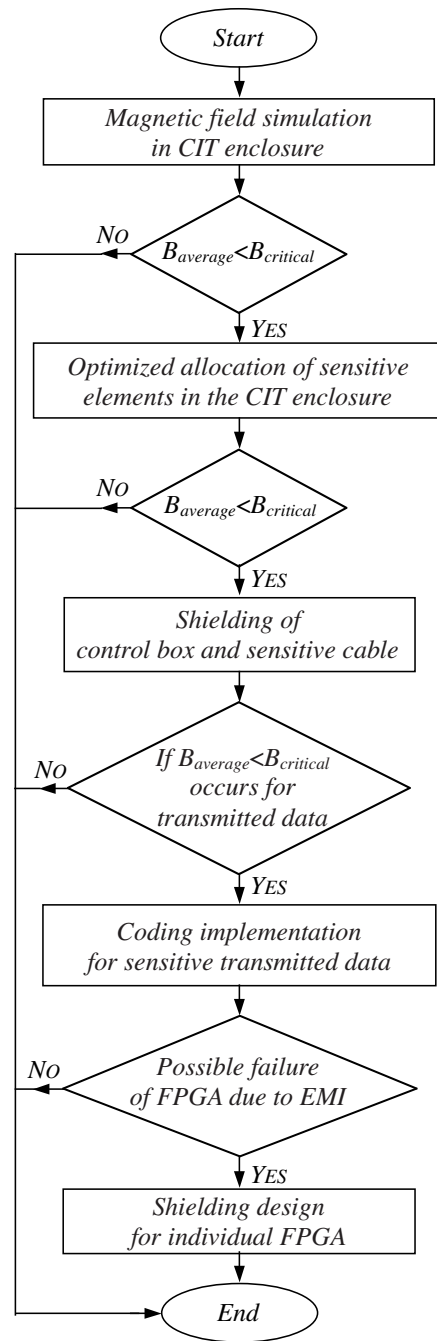 Start
Magnetic field simulation
in CIT enclosure
NO
Baverage<Bcritical
YES
Optimized allocation of sensitive
elements in the CIT enclosure
NO
Baverage<Bcritical
YES
Shielding of
control box and sensitive cable
NO
If Baverage<Bcritical
occurs for
transmitted data
YES
Coding implementation
for sensitive transmitted data
NO
Possible failure
of FPGA due to EMI
YES
Shielding design
for individual FPGA
End